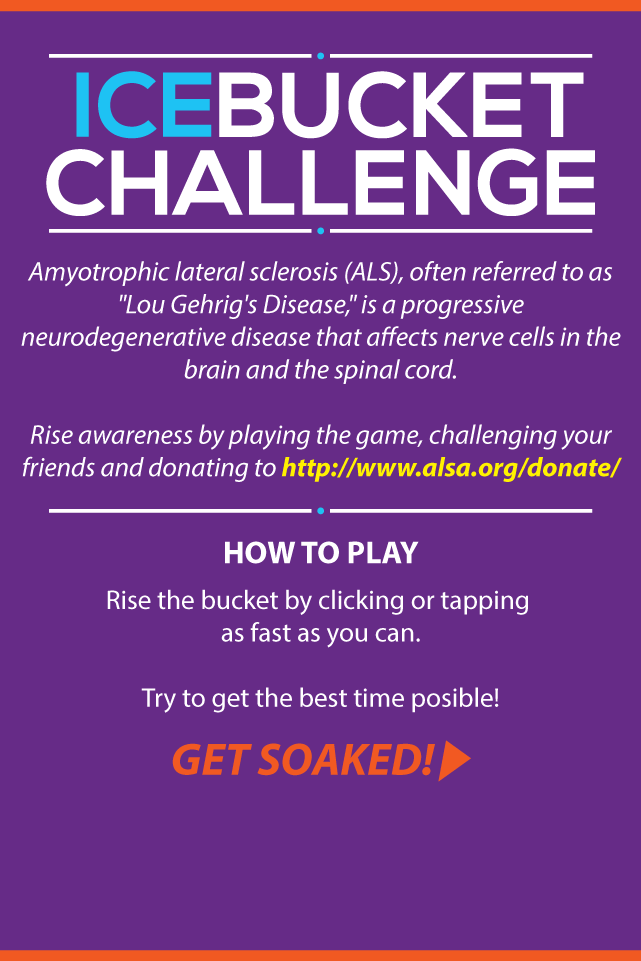 ICEBUCKET
CHALLENGE
Amyotrophic lateral sclerosis (ALS), often referred to as
"Lou Gehrig's Disease," is a progressive
neurodegenerative disease that affects nerve cells in the
brain and the spinal cord.
Rise awareness by playing the game, challenging your
friends and donating to http://www.alsa.org/donate/
HOW TO PLAY
Rise the bucket by clicking or tapping
as fast as you can.
Try to get the best time posible!
GET SOAKED!